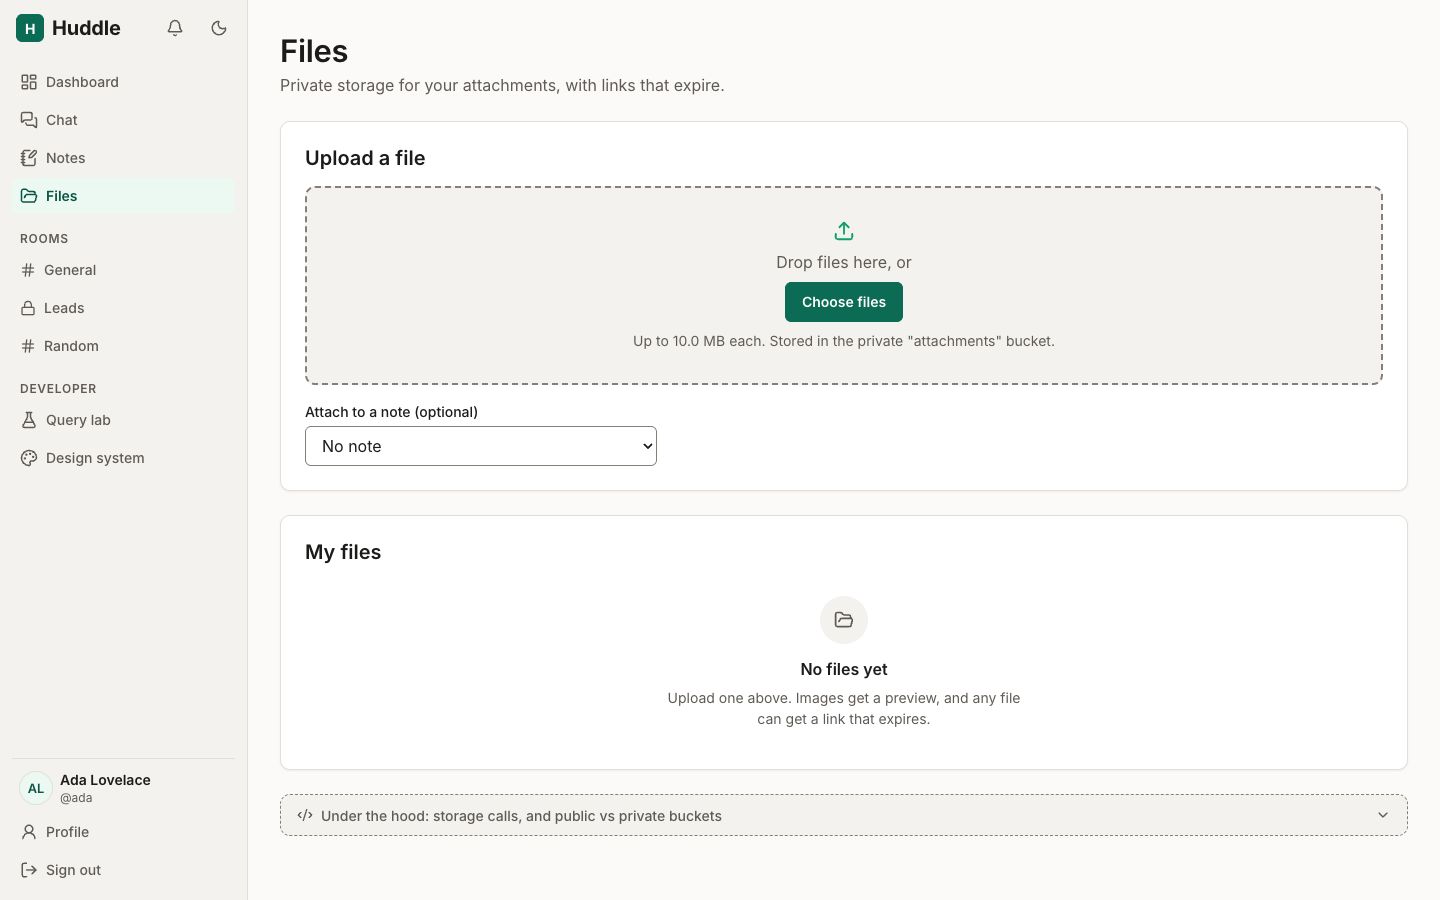 H Huddle
Dashboard
Chat
Notes
Files
ROOMS
General
Leads
Random
DEVELOPER
Query lab
Design system
AL
Ada Lovelace
@ada
Profile
Sign out
Files
Private storage for your attachments, with links that expire.
Upload a file
Drop files here, or
Choose files
Up to 10.0 MB each. Stored in the private "attachments" bucket.
Attach to a note (optional)
No note
My files
No files yet
Upload one above. Images get a preview, and any file
can get a link that expires.
Under the hood: storage calls, and public vs private buckets